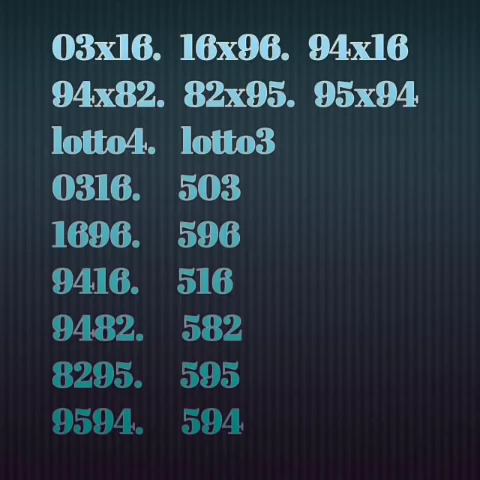 03x16. 16x96. 94x16
94x82. 82x95. 95x94
lotto4. lotto3
0316. 503
1696. 596
9416. 516
9482. 582
8295. 595
9594. 594